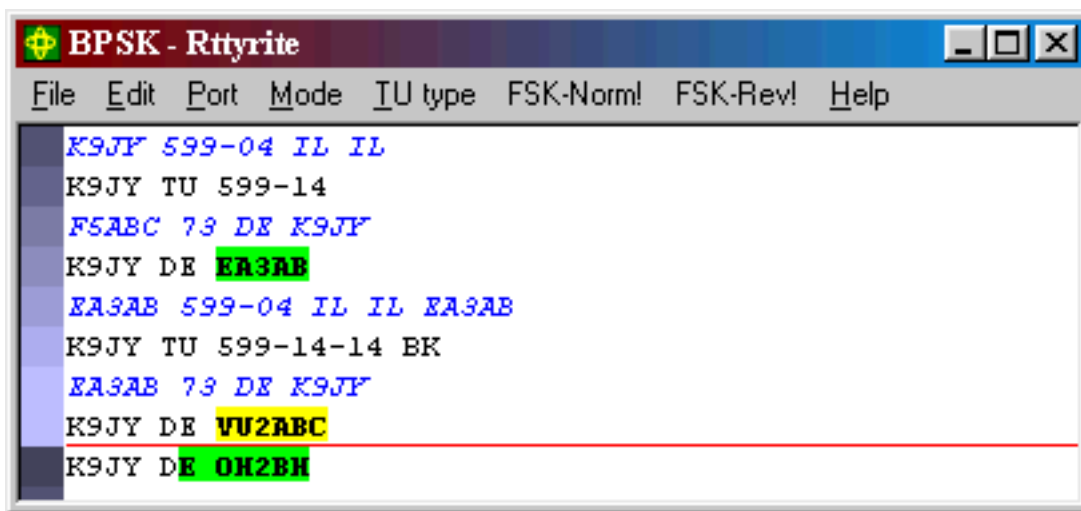 BPSK - Rttyrite
File Edit Port Mode TU type FSK-Norm! FSK-Rev! Help
K9JY 599-04 IL IL
K9JY TU 599-14
F5ABC 73 DE K9JY
K9JY DE EA3AB
EA3AB 599-04 IL IL EA3AB
K9JY TU 599-14-14 BK
EA3AB 73 DE K9JY
K9JY DE VU2ABC
K9JY DE OH2BH